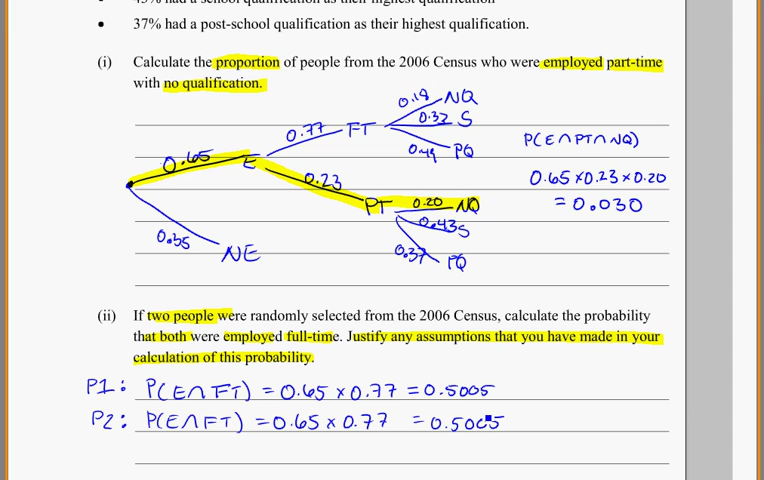 37% had a post-school qualification as their highest qualification.
(i) Calculate the proportion of people from the 2006 Census who were employed part-time
with no qualification.
0.19 NQ
0.77 FT 0.32 S
0.49 PQ
P(E∩PT∩NQ)
0.65 E
0.23
0.65 x 0.23 x 0.20
PT 0.20 NQ
= 0.030
0.43 S
0.35 NE
0.37 PQ
(ii) If two people were randomly selected from the 2006 Census, calculate the probability
that both were employed full-time. Justify any assumptions that you have made in your
calculation of this probability.
P1: P(E∩FT) = 0.65 x 0.77 = 0.5005
P2: P(E∩FT) = 0.65 x 0.77 = 0.5005